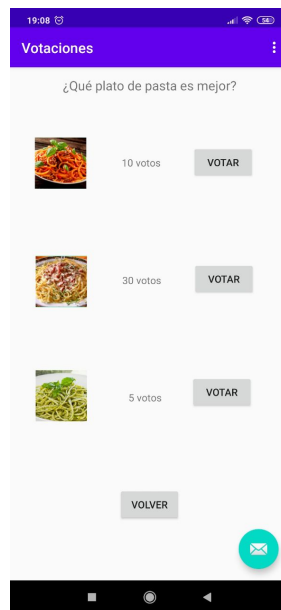 19:08
54
Votaciones
¿Qué plato de pasta es mejor?
10 votos
VOTAR
30 votos
VOTAR
5 votos
VOTAR
VOLVER